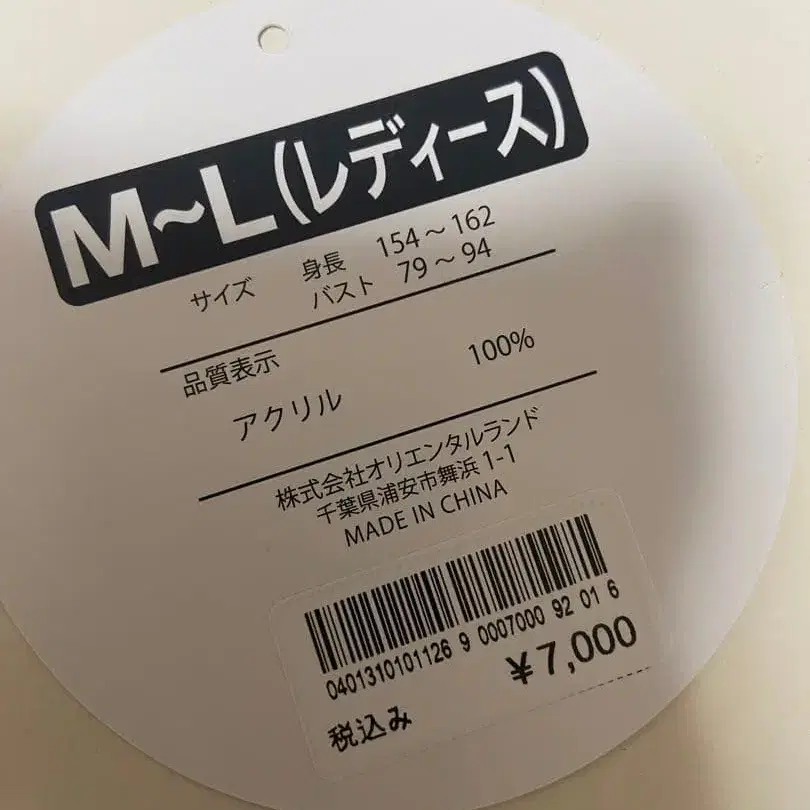 M~L(レディース)
サイズ 身長 154~162
バスト 79~94
品質表示
アクリル 100%
株式会社オリエンタルランド
千葉県浦安市舞浜1-1
MADE IN CHINA
0401310101126 9 0007000 92 01 6
¥7,000
税込み